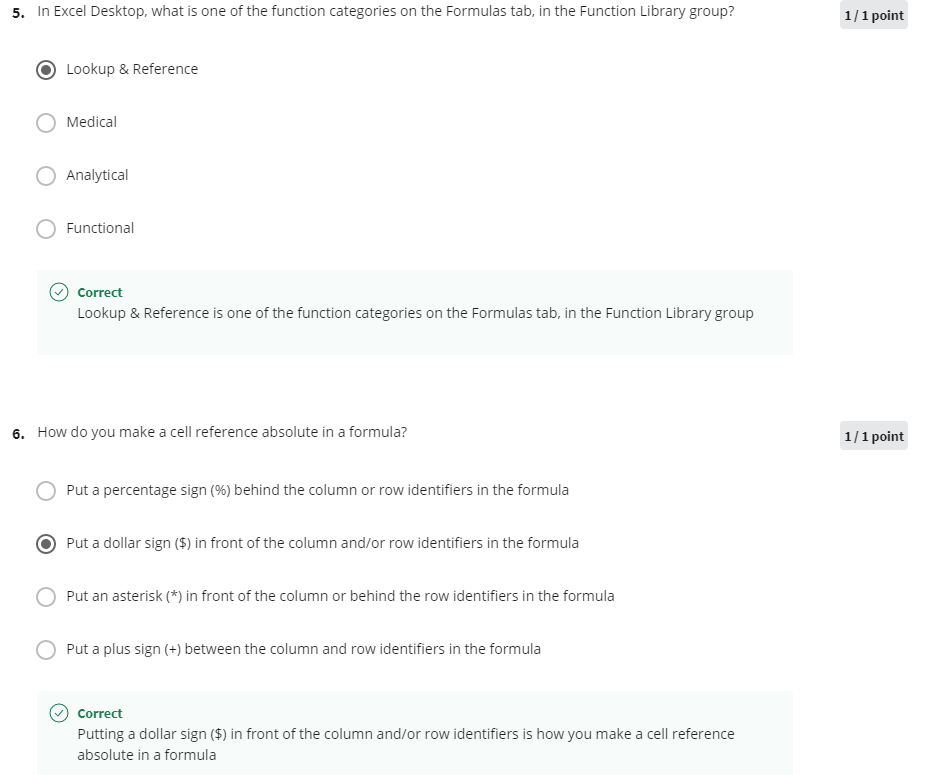 5. In Excel Desktop, what is one of the function categories on the Formulas tab, in the Function Library group?
1 / 1 point
Lookup & Reference
Medical
Analytical
Functional
Correct
Lookup & Reference is one of the function categories on the Formulas tab, in the Function Library group
6. How do you make a cell reference absolute in a formula?
1 / 1 point
Put a percentage sign (%) behind the column or row identifiers in the formula
Put a dollar sign ($) in front of the column and/or row identifiers in the formula
Put an asterisk (*) in front of the column or behind the row identifiers in the formula
Put a plus sign (+) between the column and row identifiers in the formula
Correct
Putting a dollar sign ($) in front of the column and/or row identifiers is how you make a cell reference
absolute in a formula